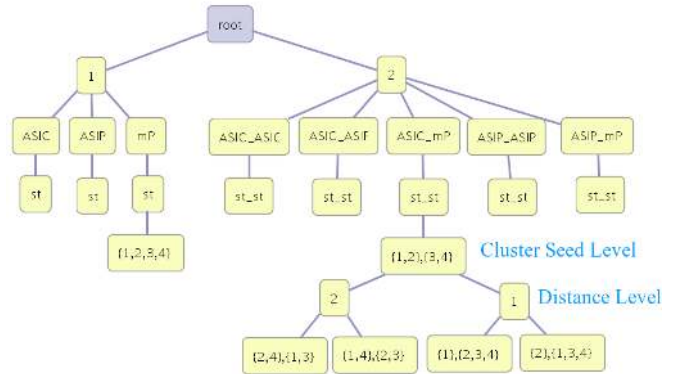 root
1 2
ASIC ASIP mP ASIC_ASIC ASIC_ASIP ASIC_mP ASIP_ASIP ASIP_mP
st st st st_st st_st st_st st_st st_st
{1,2,3,4} {1,2},{3,4} Cluster Seed Level
2 1 Distance Level
{2,4},{1,3} {1,4},{2,3} {1},{2,3,4} {2},{1,3,4}